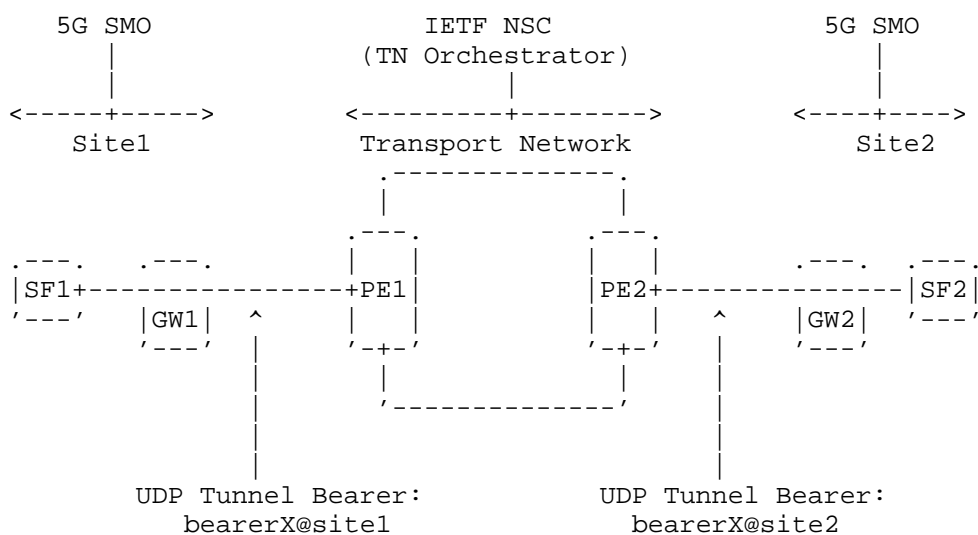 5G SMO IETF NSC 5G SMO
(TN Orchestrator)
Site1 Transport Network Site2
SF1 PE1 PE2 SF2
GW1 GW2
UDP Tunnel Bearer: UDP Tunnel Bearer:
bearerX@site1 bearerX@site2